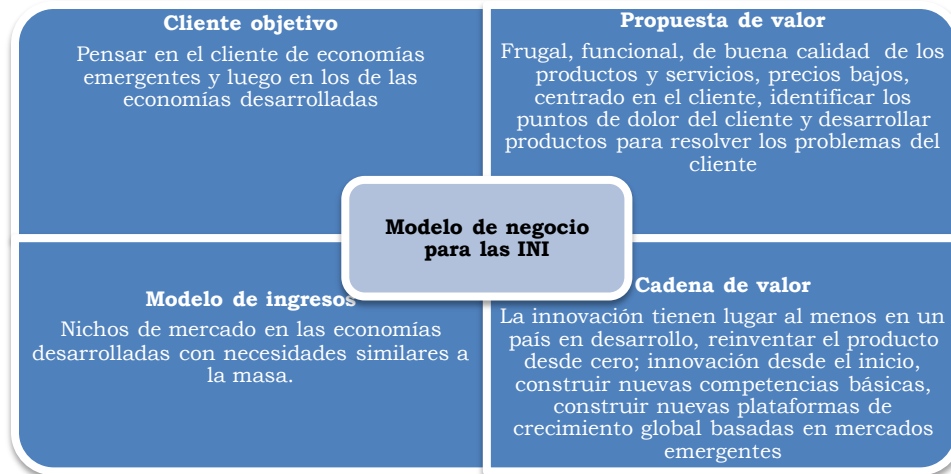 Cliente objetivo
Pensar en el cliente de economías
emergentes y luego en los de las
economías desarrolladas
Propuesta de valor
Frugal, funcional, de buena calidad de los
productos y servicios, precios bajos,
centrado en el cliente, identificar los
puntos de dolor del cliente y desarrollar
productos para resolver los problemas del
cliente
Modelo de negocio
para las INI
Modelo de ingresos
Nichos de mercado en las economías
desarrolladas con necesidades similares a
la masa.
Cadena de valor
La innovación tienen lugar al menos en un
país en desarrollo, reinventar el producto
desde cero; innovación desde el inicio,
construir nuevas competencias básicas,
construir nuevas plataformas de
crecimiento global basadas en mercados
emergentes